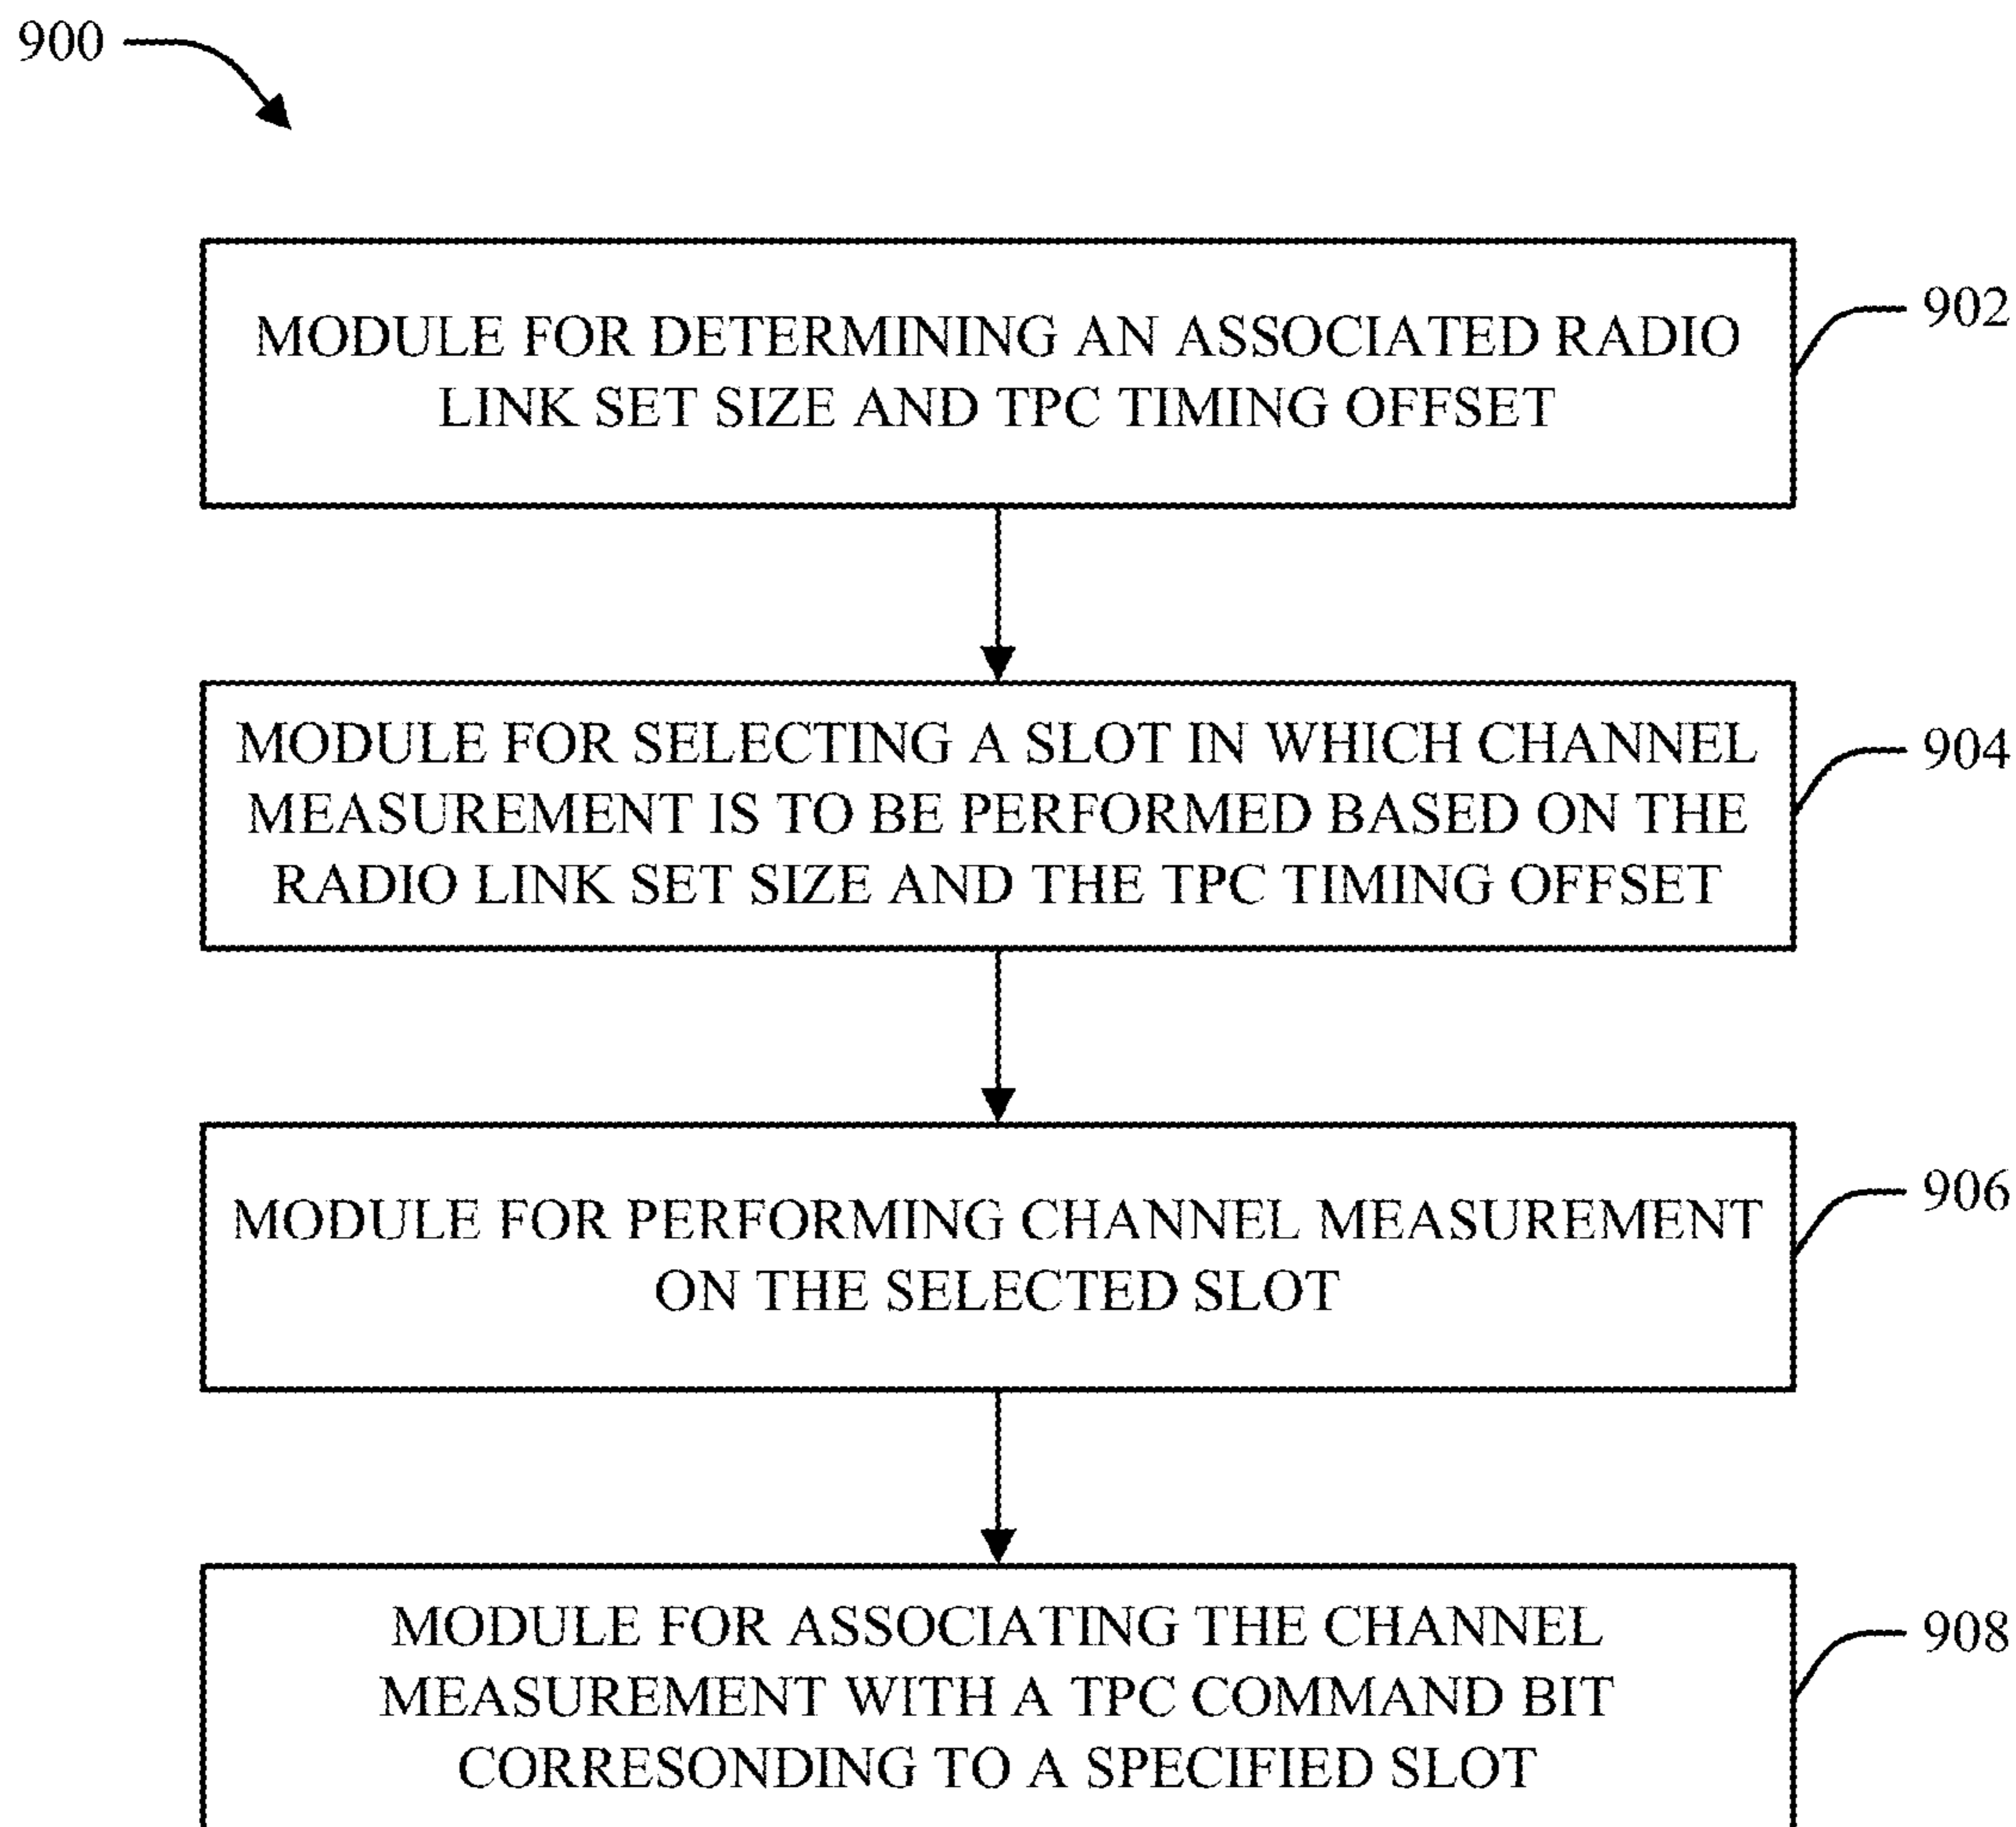 900
MODULE FOR DETERMINING AN ASSOCIATED RADIO
LINK SET SIZE AND TPC TIMING OFFSET
902
MODULE FOR SELECTING A SLOT IN WHICH CHANNEL
MEASUREMENT IS TO BE PERFORMED BASED ON THE
RADIO LINK SET SIZE AND THE TPC TIMING OFFSET
904
MODULE FOR PERFORMING CHANNEL MEASUREMENT
ON THE SELECTED SLOT
906
MODULE FOR ASSOCIATING THE CHANNEL
MEASUREMENT WITH A TPC COMMAND BIT
CORRESONDING TO A SPECIFIED SLOT
908